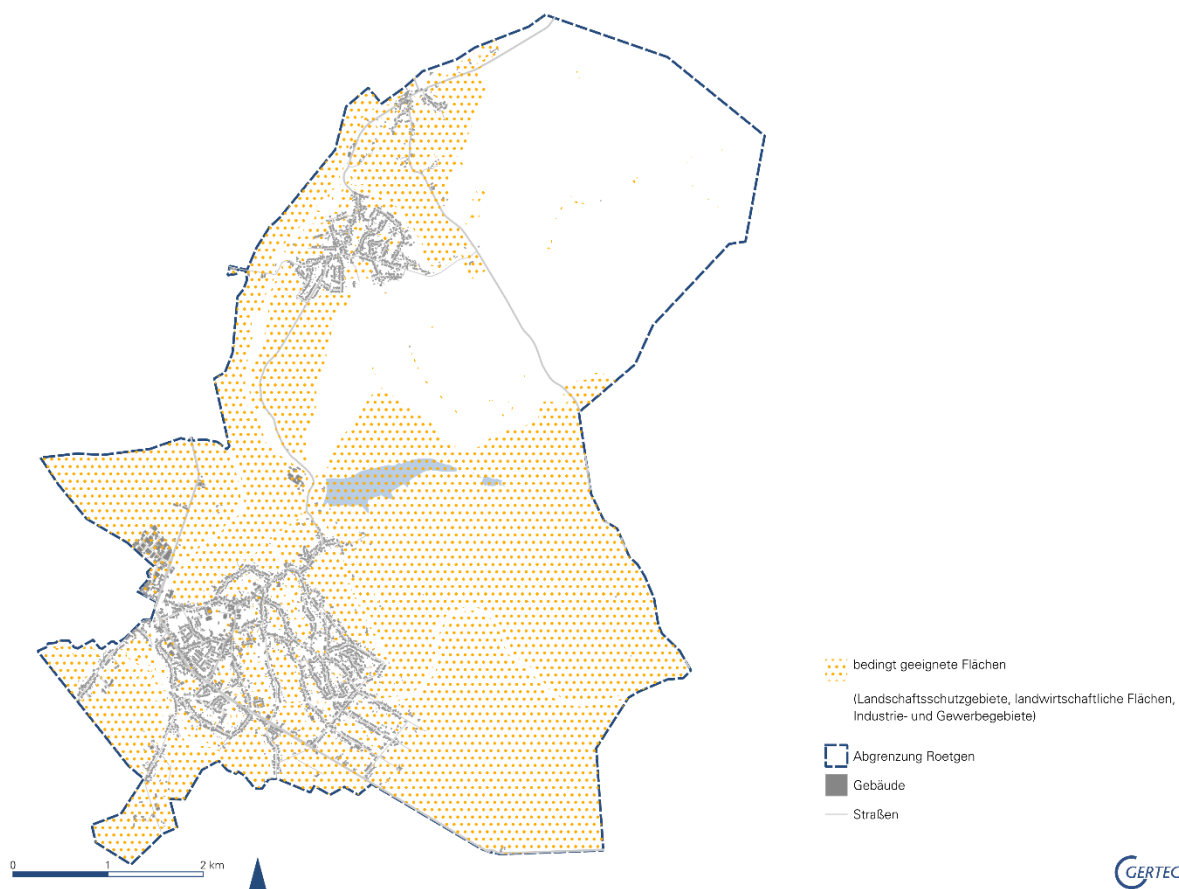 bedingt geeignete Flächen
(Landschaftsschutzgebiete, landwirtschaftliche Flächen,
Industrie- und Gewerbegebiete)
Abgrenzung Roetgen
Gebäude
Straßen
0 1 2 km
GERTEC